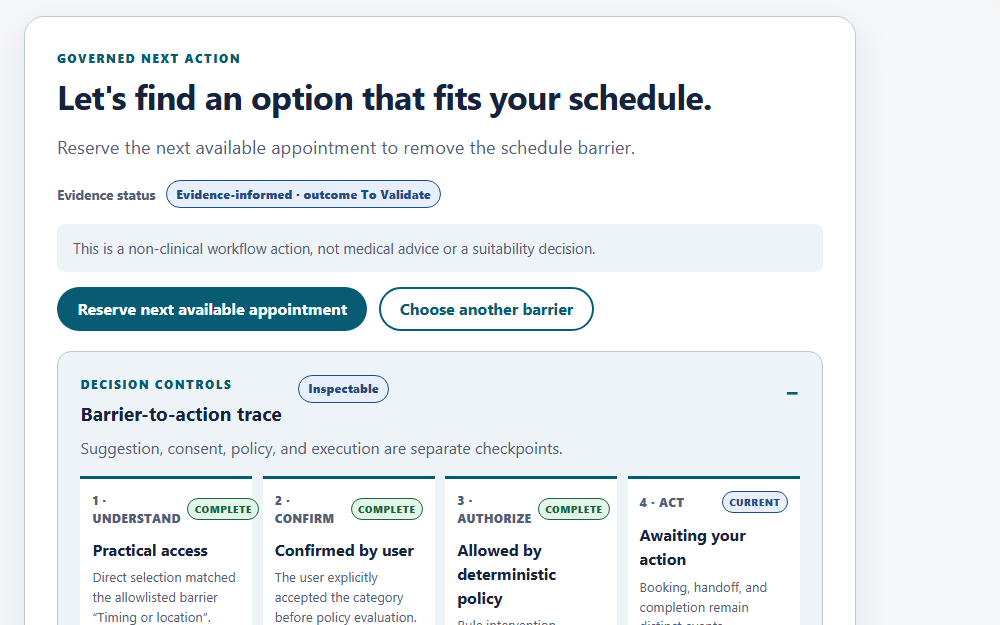 GOVERNED NEXT ACTION
Let's find an option that fits your schedule.
Reserve the next available appointment to remove the schedule barrier.
Evidence status Evidence-informed · outcome To Validate
This is a non-clinical workflow action, not medical advice or a suitability decision.
Reserve next available appointment Choose another barrier
DECISION CONTROLS
Inspectable
Barrier-to-action trace
Suggestion, consent, policy, and execution are separate checkpoints.
1 ·
UNDERSTAND
COMPLETE
Practical access
Direct selection matched
the allowlisted barrier
“Timing or location”.
2 ·
CONFIRM
COMPLETE
Confirmed by user
The user explicitly
accepted the category
before policy evaluation.
3 ·
AUTHORIZE
COMPLETE
Allowed by
deterministic
policy
Rule intervention
4 · ACT
CURRENT
Awaiting your
action
Booking, handoff, and
completion remain
distinct events